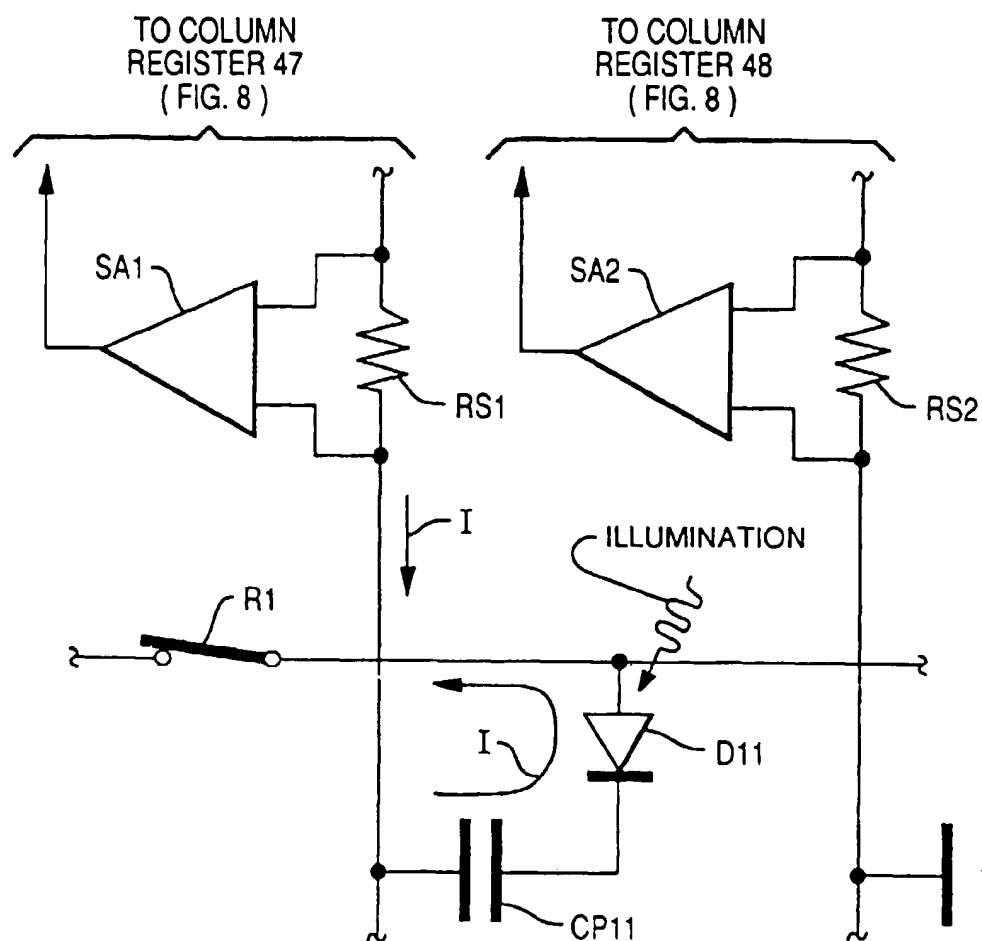 TO COLUMN
REGISTER 47
( FIG. 8 )
TO COLUMN
REGISTER 48
( FIG. 8 )
SA1
RS1
SA2
RS2
I
ILLUMINATION
R1
I
D11
CP11